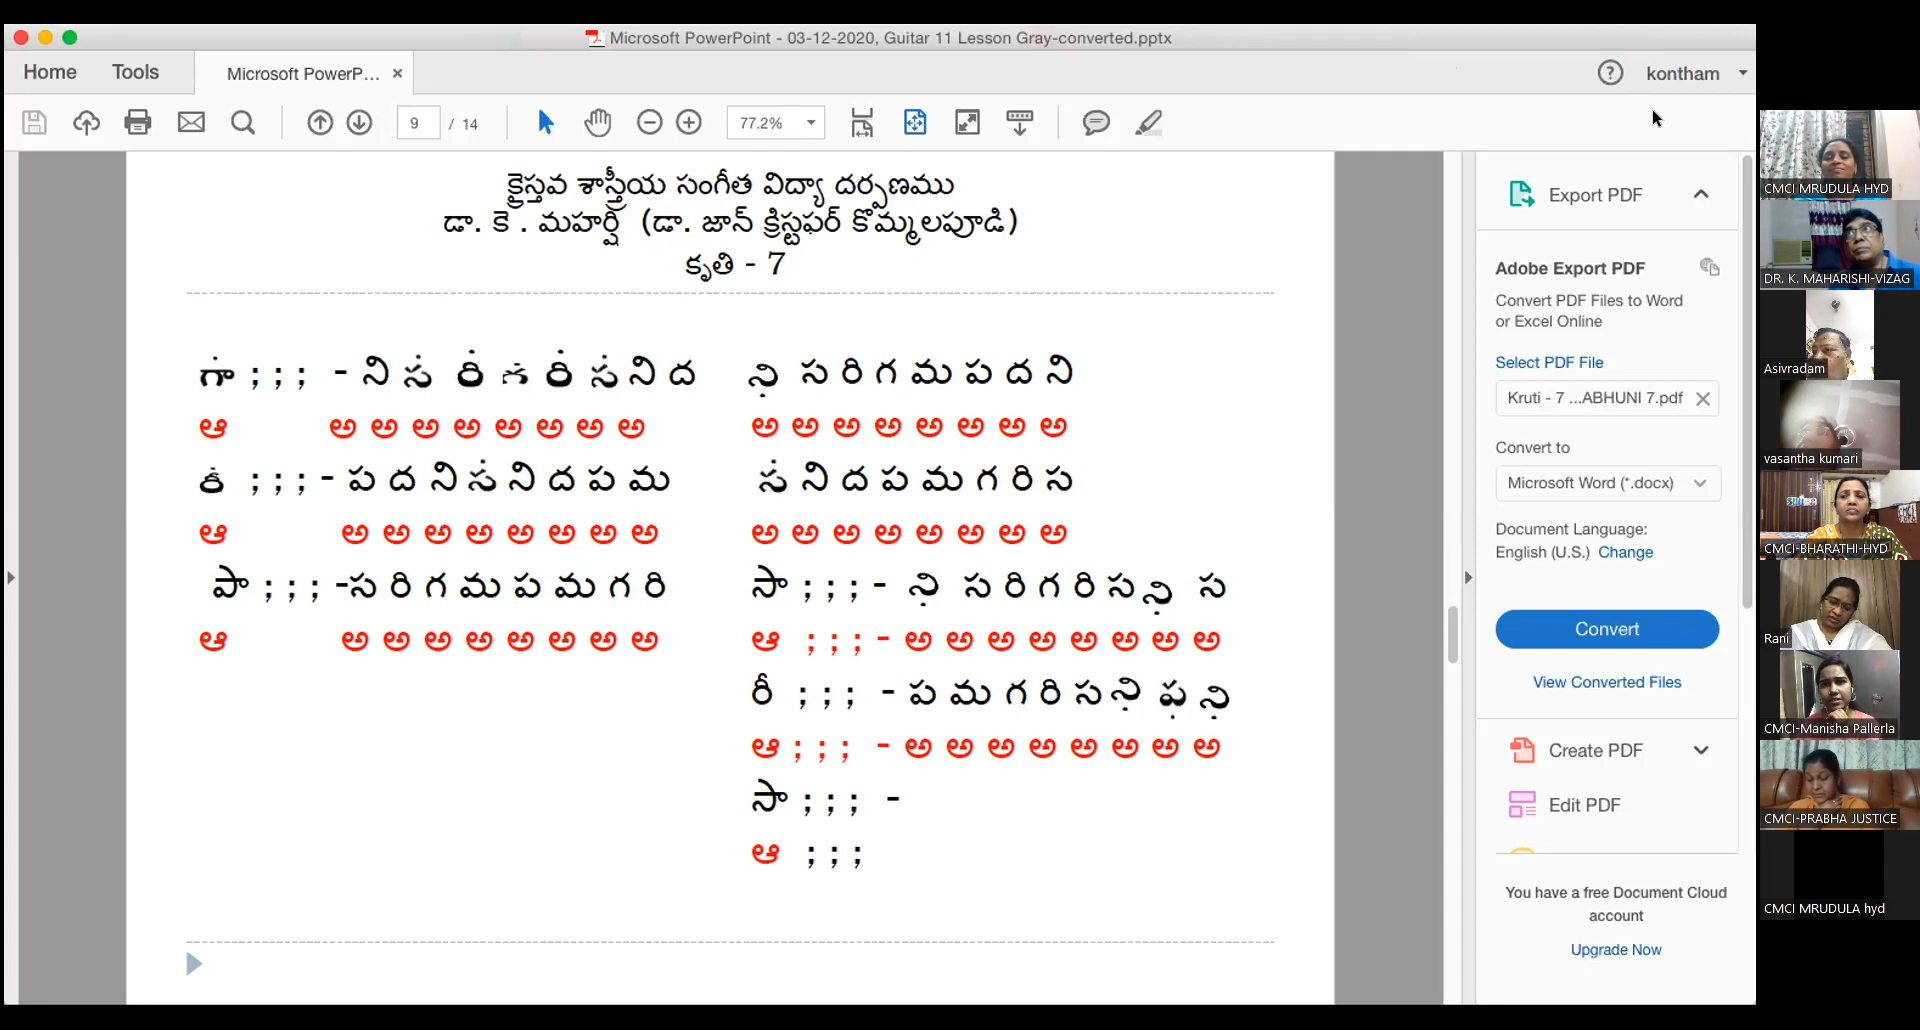 Microsoft PowerPoint - 03-12-2020, Guitar 11 Lesson Gray-converted.pptx
Home Tools Microsoft PowerP... × kontham
9 / 14 77.2%
క్రైస్తవ శాస్త్రీయ సంగీత విద్యా దర్పణము
డా. కె . మహర్షి (డా. జాన్ క్రిస్టఫర్ కొమ్మలపూడి)
కృతి - 7
గా ; ; ; - ని స రి గ రి స ని ద
ఆ అ అ అ అ అ అ అ అ
రీ ; ; ; - ప ద ని స ని ద ప మ
ఆ అ అ అ అ అ అ అ అ
పా ; ; ; -స రి గ మ ప మ గ రి
ఆ అ అ అ అ అ అ అ అ
ని స రి గ మ ప ద ని
అ అ అ అ అ అ అ అ
స ని ద ప మ గ రి స
అ అ అ అ అ అ అ అ
సా ; ; ; - ని స రి గ రి స ని స
ఆ ; ; ; - అ అ అ అ అ అ అ అ
రీ ; ; ; - ప మ గ రి స ని ప ని
ఆ ; ; ; - అ అ అ అ అ అ అ అ
సా ; ; ; -
ఆ ; ; ;
Export PDF
Adobe Export PDF
Convert PDF Files to Word
or Excel Online
Select PDF File
Kruti - 7 ...ABHUNI 7.pdf ×
Convert to
Microsoft Word (*.docx)
Document Language:
English (U.S.) Change
Convert
View Converted Files
Create PDF
Edit PDF
You have a free Document Cloud
account
Upgrade Now
CMCI MRUDULA HYD
DR. K. MAHARISHI-VIZAG
Asivradam
vasantha kumari
CMCI-BHARATHI-HYD
Rani
CMCI-Manisha Pallerla
CMCI-PRABHA JUSTICE
CMCI MRUDULA hyd